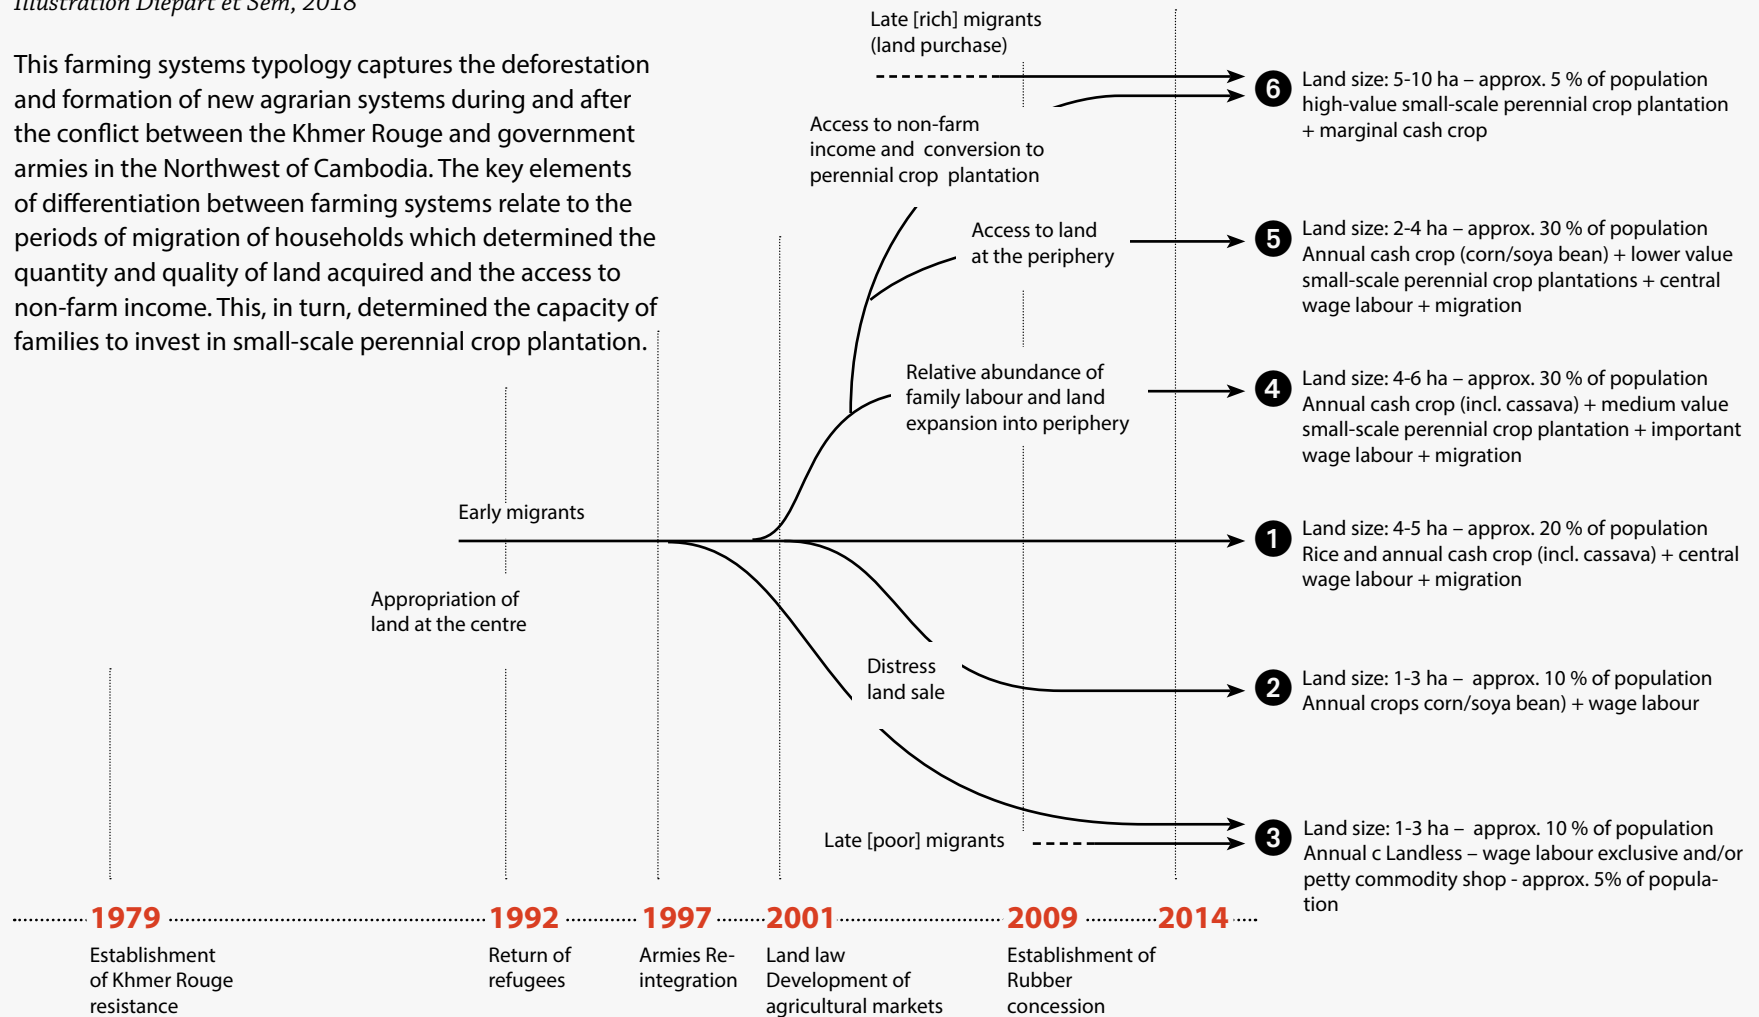 Illustration Diepart et Sem, 2018
This farming systems typology captures the deforestation
and formation of new agrarian systems during and after
the conflict between the Khmer Rouge and government
armies in the Northwest of Cambodia. The key elements
of differentiation between farming systems relate to the
periods of migration of households which determined the
quantity and quality of land acquired and the access to
non-farm income. This, in turn, determined the capacity of
families to invest in small-scale perennial crop plantation.
Late [rich] migrants
(land purchase)
Access to non-farm
income and conversion to
perennial crop plantation
Access to land
at the periphery
Relative abundance of
family labour and land
expansion into periphery
Early migrants
Appropriation of
land at the centre
Distress
land sale
Late [poor] migrants
6
Land size: 5-10 ha – approx. 5 % of population
high-value small-scale perennial crop plantation
+ marginal cash crop
5
Land size: 2-4 ha – approx. 30 % of population
Annual cash crop (corn/soya bean) + lower value
small-scale perennial crop plantations + central
wage labour + migration
4
Land size: 4-6 ha – approx. 30 % of population
Annual cash crop (incl. cassava) + medium value
small-scale perennial crop plantation + important
wage labour + migration
1
Land size: 4-5 ha – approx. 20 % of population
Rice and annual cash crop (incl. cassava) + central
wage labour + migration
2
Land size: 1-3 ha – approx. 10 % of population
Annual crops corn/soya bean) + wage labour
3
Land size: 1-3 ha – approx. 10 % of population
Annual c Landless – wage labour exclusive and/or
petty commodity shop - approx. 5% of popula-
tion
1979
Establishment
of Khmer Rouge
resistance
1992
Return of
refugees
1997
Armies Re-
integration
2001
Land law
Development of
agricultural markets
2009
Establishment of
Rubber
concession
2014